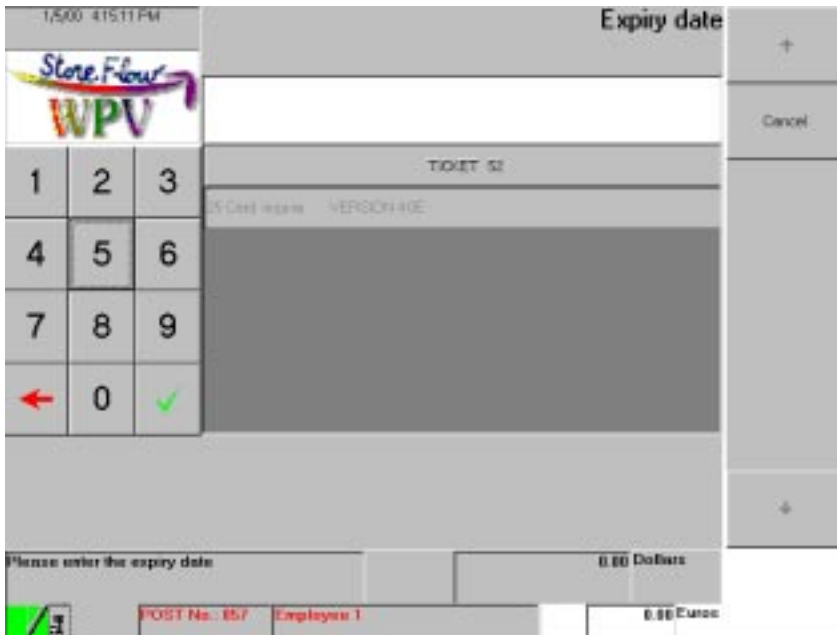 1/5/00 4:15:11 PM
Expiry date
Store.Flow
WPV
Cancel
TICKET 52
Card VERSION
1 2 3
4 5 6
7 8 9
0
Please enter the expiry date
0.00 Dollars
POST No.: 857 Employee 1
0.00 Euros